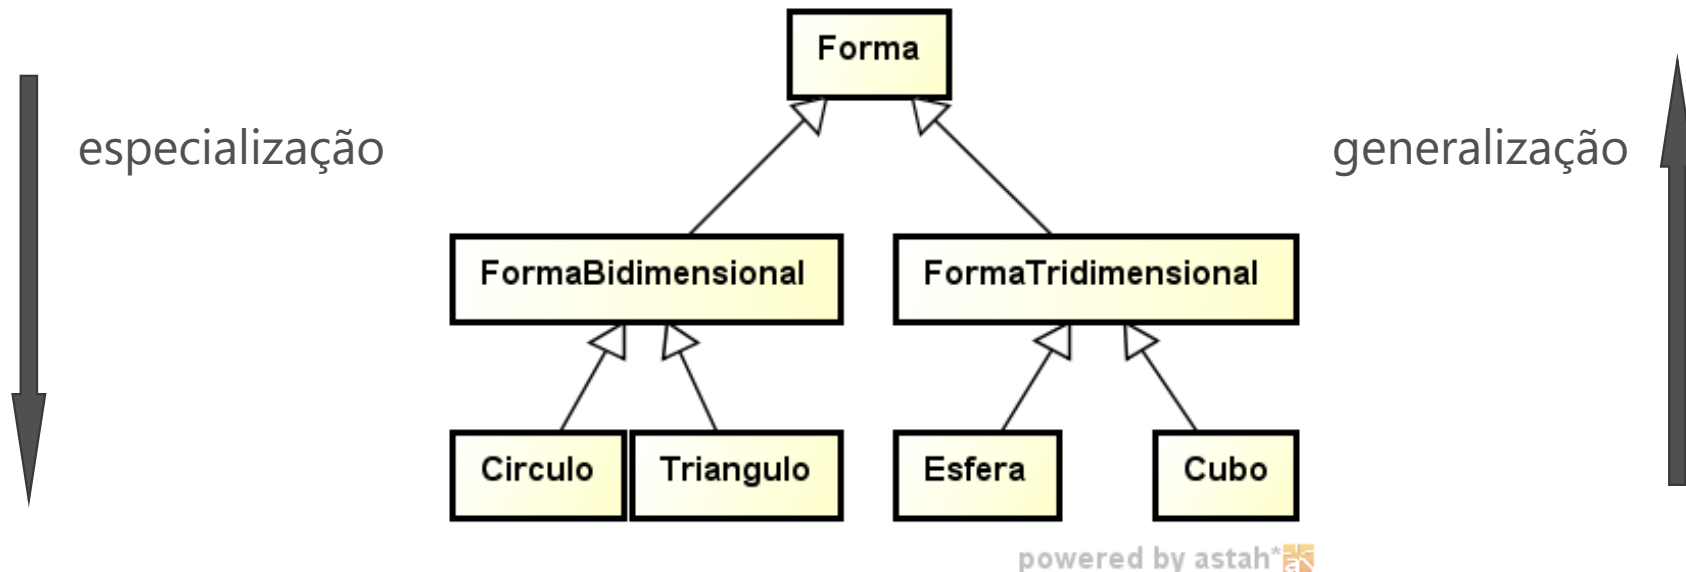 Forma
especialização
generalização
FormaBidimensional
FormaTridimensional
Circulo
Triangulo
Esfera
Cubo
powered by astah*